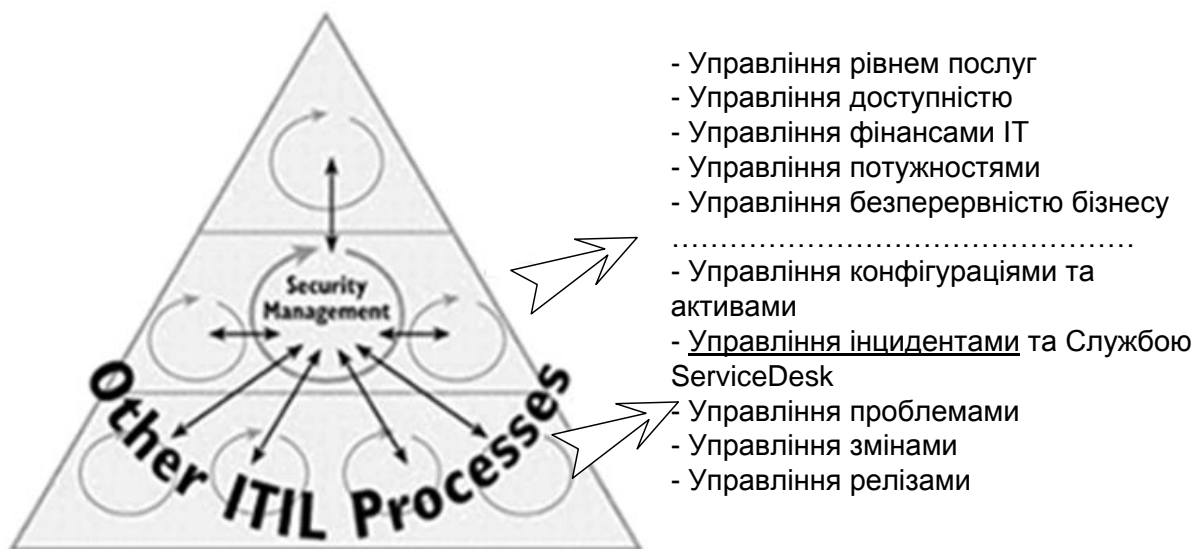 - Управління рівнем послуг
- Управління доступністю
- Управління фінансами ІТ
- Управління потужностями
- Управління безперервністю бізнесу
…………………………………………
- Управління конфігураціями та
активами
- Управління інцидентами та Службою
ServiceDesk
- Управління проблемами
- Управління змінами
- Управління релізами
Security
Management
Other ITIL Processes